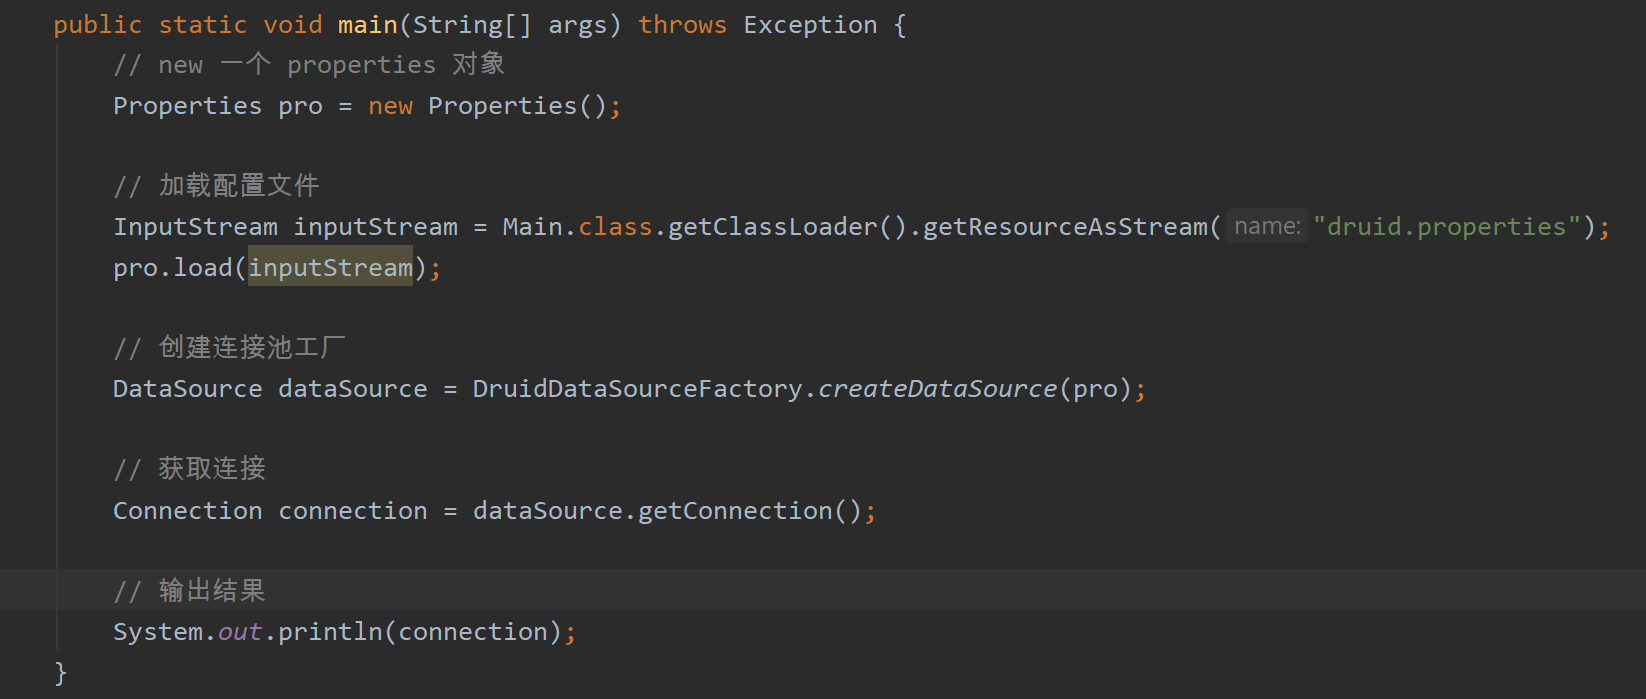 public static void main(String[] args) throws Exception {
// new 一个 properties 对象
Properties pro = new Properties();
// 加载配置文件
InputStream inputStream = Main.class.getClassLoader().getResourceAsStream( name: "druid.properties");
pro.load(inputStream);
// 创建连接池工厂
DataSource dataSource = DruidDataSourceFactory.createDataSource(pro);
// 获取连接
Connection connection = dataSource.getConnection();
// 输出结果
System.out.println(connection);
}